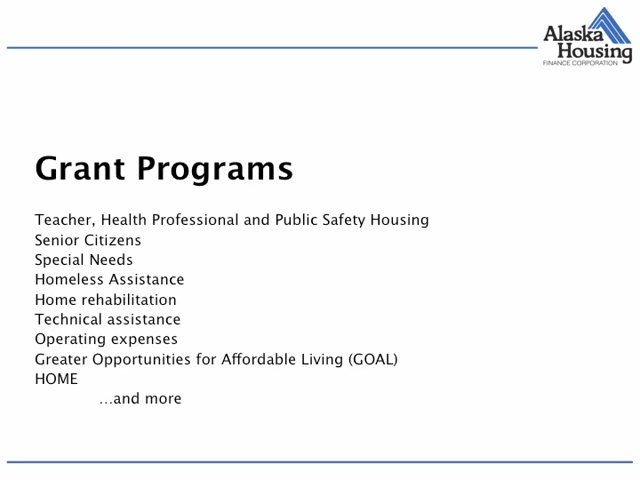 Alaska
Housing
FINANCE CORPORATION
Grant Programs
Teacher, Health Professional and Public Safety Housing
Senior Citizens
Special Needs
Homeless Assistance
Home rehabilitation
Technical assistance
Operating expenses
Greater Opportunities for Affordable Living (GOAL)
HOME
…and more